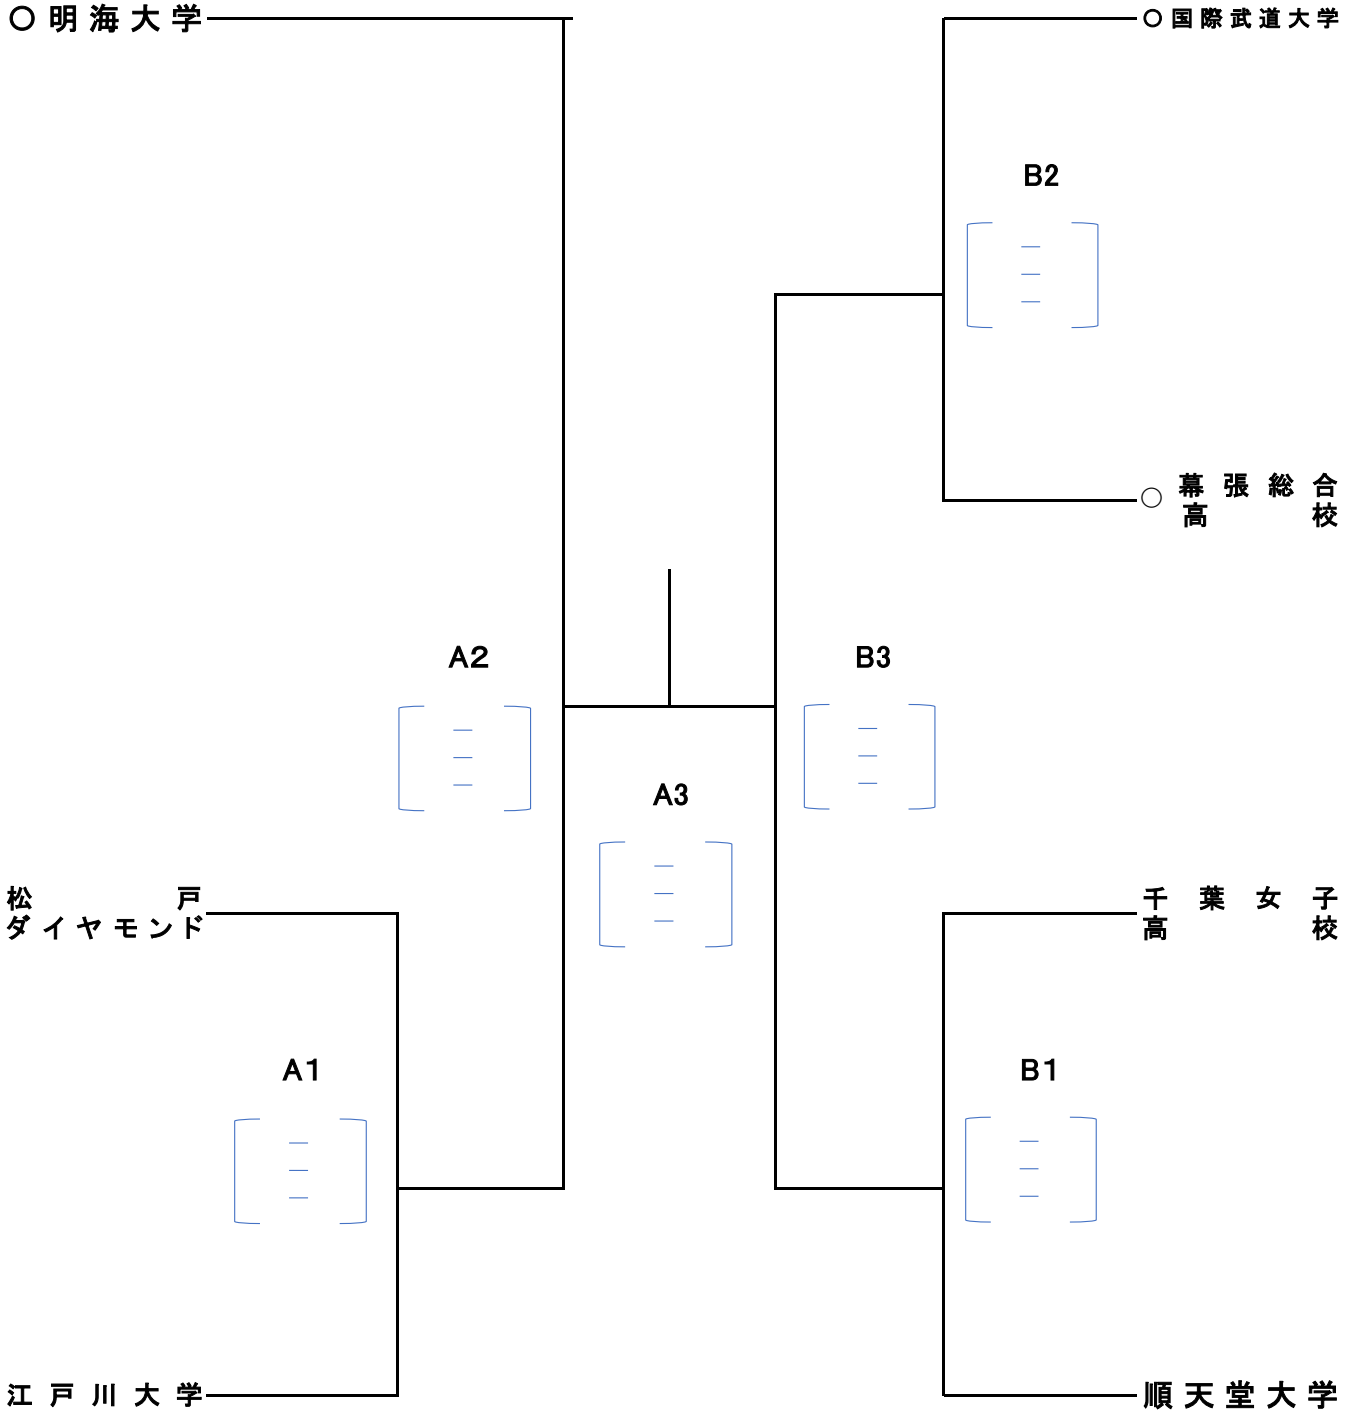 〇明海大学
〇国際武道大学
B2
○幕張総合
高校
A2
B3
A3
松戸
ダイヤモンド
千葉女子
高校
A1
B1
江戸川大学
順天堂大学